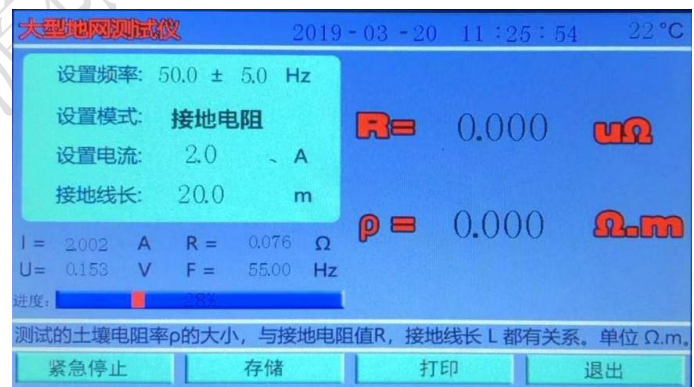 大型地网测试仪 2019-03-20 11:25:54 22°C
设置频率: 50.0 ± 5.0 Hz
设置模式: 接地电阻
设置电流: 2.0 、 A
接地线长: 20.0 m
R= 0.000 uΩ
ρ= 0.000 Ω.m
I = 2.002 A R = 0.076 Ω
U= 0.153 V F = 55.00 Hz
进度: 28%
测试的土壤电阻率ρ的大小，与接地电阻值R，接地线长 L 都有关系。单位 Ω.m。
紧急停止 存储 打印 退出